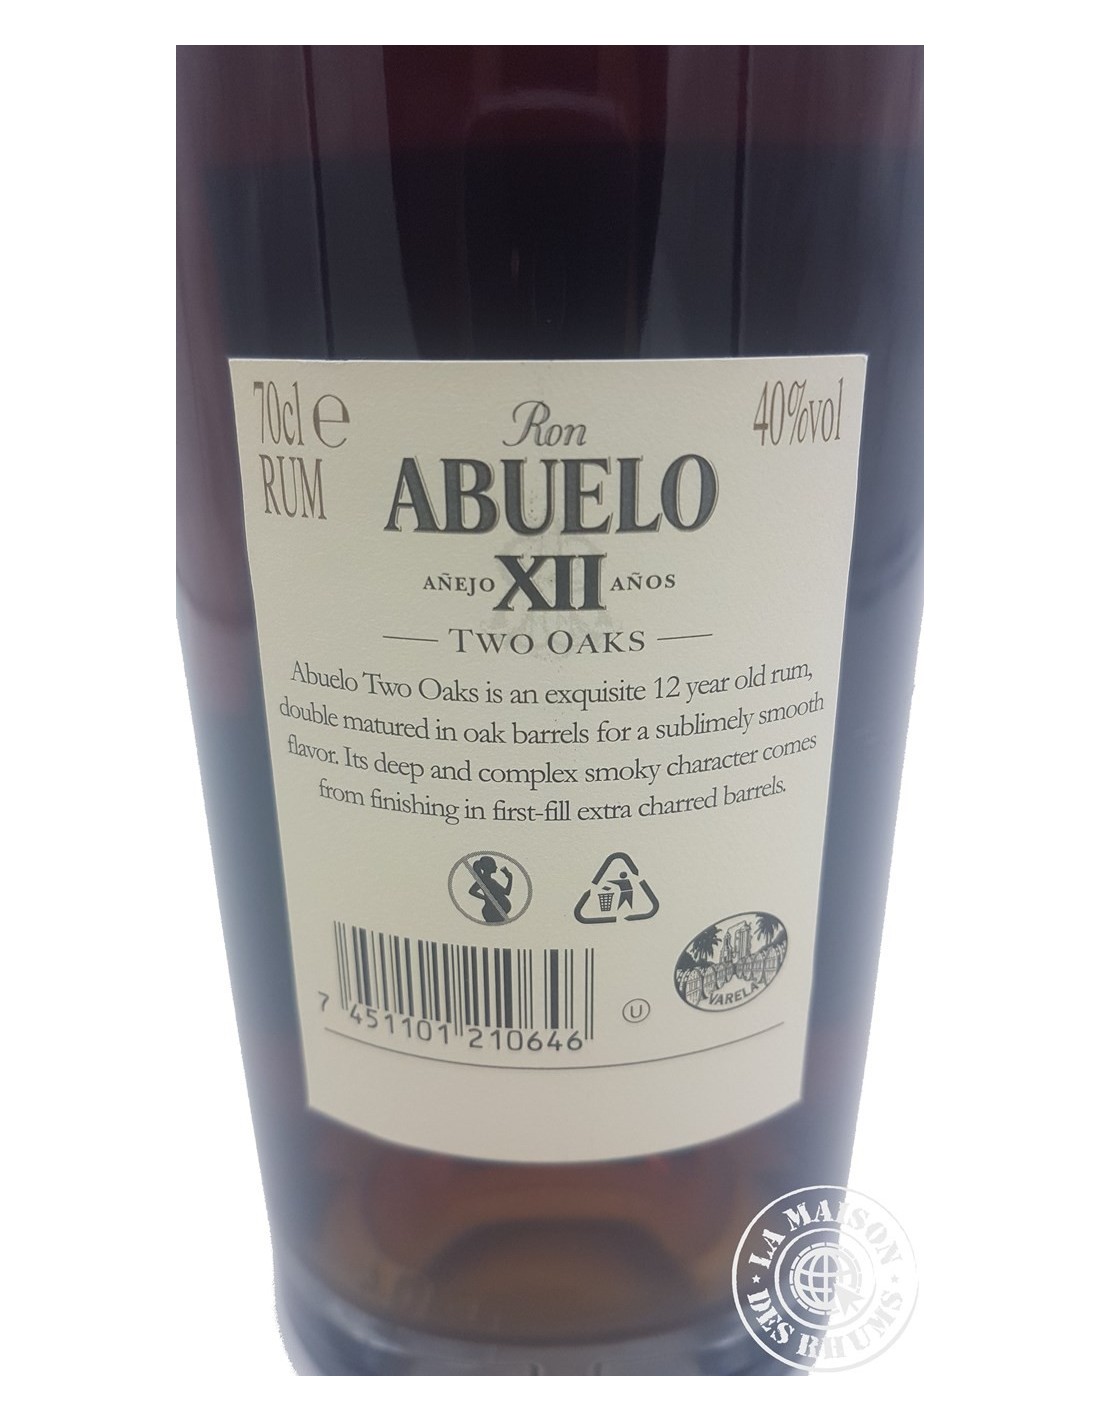 70cl e
RUM
40%vol
Ron
ABUELO
AÑEJO XII AÑOS
TWO OAKS
Abuelo Two Oaks is an exquisite 12 year old rum,
double matured in oak barrels for a sublimely smooth
flavor. Its deep and complex smoky character comes
from finishing in first-fill extra charred barrels.
VARELA
U
7 451101 210646
LA MAISON
DES RHUMS